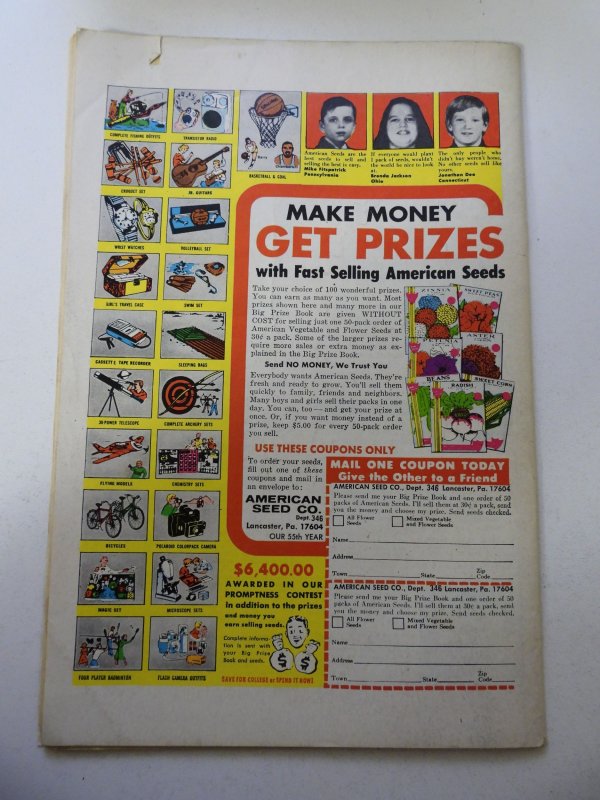 COMPLETE FISHING OUTFITS
TRANSISTOR RADIO
CROQUET SET
JR. GUITARS
BASKETBALL & GOAL
WRIST WATCHES
VOLLEYBALL SET
GIRL'S TRAVEL CASE
SWIM SET
CASSETTE TAPE RECORDER
SLEEPING BAGS
30-POWER TELESCOPE
COMPLETE ARCHERY SETS
FLYING MODELS
CHEMISTRY SETS
BICYCLES
POLAROID COLORPACK CAMERA
MAGIC SET
MICROSCOPE SETS
FOUR PLAYER BADMINTON
FLASH CAMERA OUTFITS
American Seeds are the
best seeds to sell and
selling the best is easy.
Mike Fitzpatrick
Pennsylvania
If everyone would plant
1 pack of seeds, wouldn't
the world be nice to look
at.
Brenda Jackson
Ohio
The only people who
didn't buy weren't home.
No other seeds sell like
yours.
Jonathan Dee
Connecticut
MAKE MONEY
GET PRIZES
with Fast Selling American Seeds
Take your choice of 100 wonderful prizes.
You can earn as many as you want. Most
prizes shown here and many more in our
Big Prize Book are given WITHOUT
COST for selling just one 50-pack order of
American Vegetable and Flower Seeds at
30¢ a pack. Some of the larger prizes re-
quire more sales or extra money as ex-
plained in the Big Prize Book.
Send NO MONEY, We Trust You
Everybody wants American Seeds. They're
fresh and ready to grow. You'll sell them
quickly to family, friends and neighbors.
Many boys and girls sell their packs in one
day. You can, too — and get your prize at
once. Or, if you want money instead of a
prize, keep $5.00 for every 50-pack order
you sell.
ZINNIA
SWEET PEAS
PETUNIA
ASTER
BEANS
RADISH
SWEET CORN
USE THESE COUPONS ONLY
To order your seeds,
fill out one of these
coupons and mail in
an envelope to:
AMERICAN
SEED CO.
Dept. 346
Lancaster, Pa. 17604
OUR 55th YEAR
$6,400.00
AWARDED IN OUR
PROMPTNESS CONTEST
In addition to the prizes
and money you
earn selling seeds.
Complete informa-
tion is sent with
your Big Prize
Book and seeds.
$ $
SAVE FOR COLLEGE or SPEND IT NOW!
MAIL ONE COUPON TODAY
Give the Other to a Friend
AMERICAN SEED CO., Dept. 346 Lancaster, Pa. 17604
Please send me your Big Prize Book and one order of 50
packs of American Seeds. I'll sell them at 30¢ a pack, send
you the money and choose my prize. Send seeds checked.
All Flower
Seeds
Mixed Vegetable
and Flower Seeds
Name
Address
Town State Zip Code
AMERICAN SEED CO., Dept. 346 Lancaster, Pa. 17604
Please send me your Big Prize Book and one order of 50
packs of American Seeds. I'll sell them at 30¢ a pack, send
you the money and choose my prize. Send seeds checked.
All Flower
Seeds
Mixed Vegetable
and Flower Seeds
Name
Address
Town State Zip Code